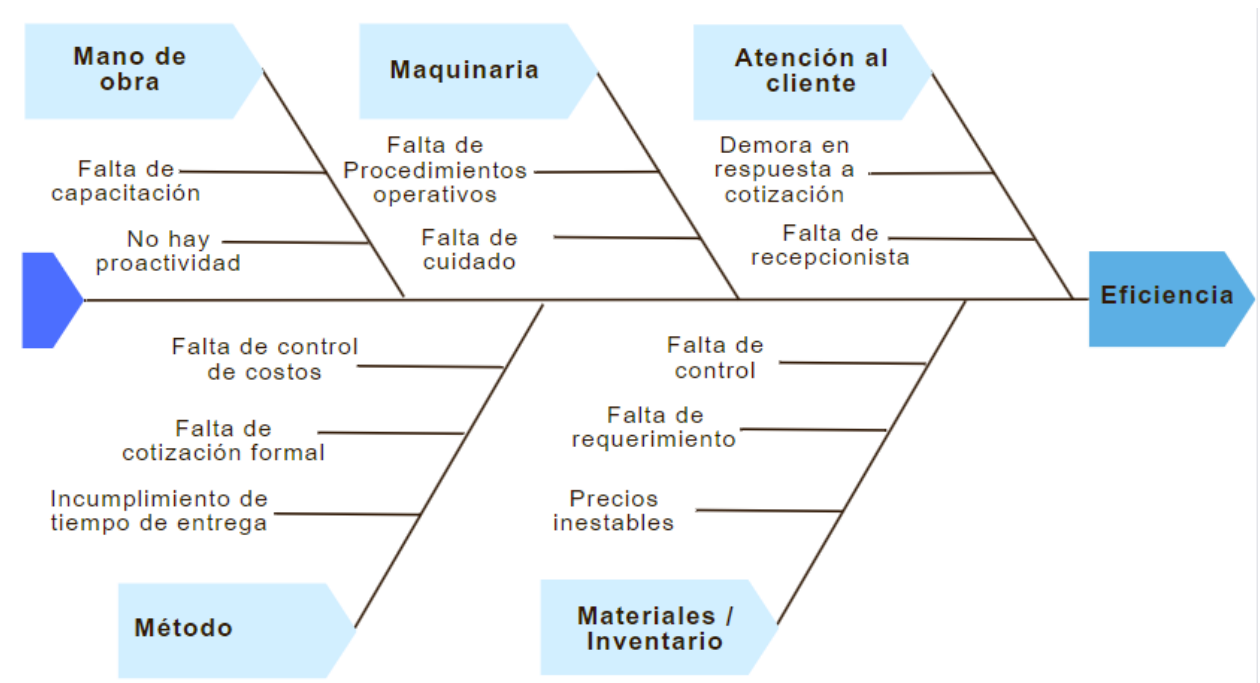 Mano de
obra
Maquinaria
Atención al
cliente
Falta de
capacitación
No hay
proactividad
Falta de
Procedimientos
operativos
Falta de
cuidado
Demora en
respuesta a
cotización
Falta de
recepcionista
Eficiencia
Falta de control
de costos
Falta de
cotización formal
Incumplimiento de
tiempo de entrega
Falta de
control
Falta de
requerimiento
Precios
inestables
Método
Materiales /
Inventario